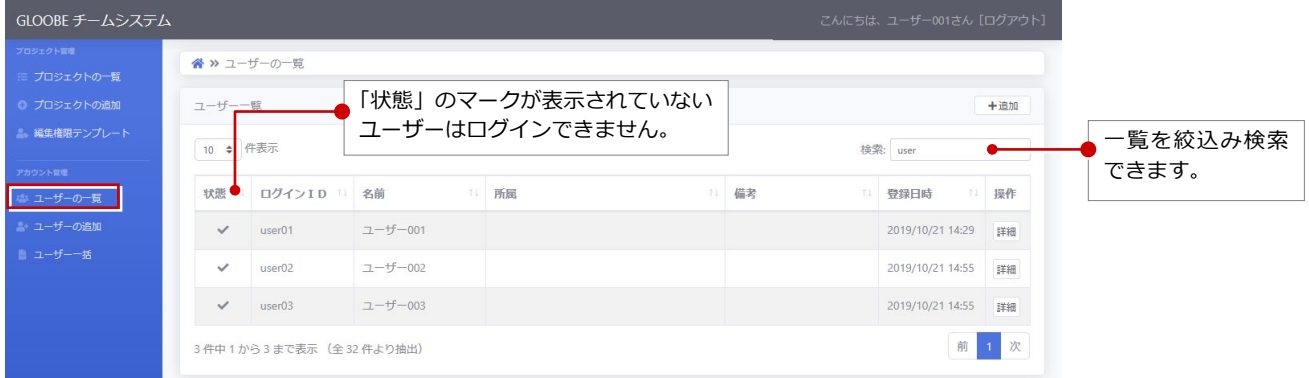 GLOOBE チームシステム
こんにちは、ユーザー001さん［ログアウト］
プロジェクト管理
プロジェクトの一覧
プロジェクトの追加
編集権限テンプレート
アカウント管理
ユーザーの一覧
ユーザーの追加
ユーザー一括
» ユーザーの一覧
ユーザー一覧
+追加
「状態」のマークが表示されていない
ユーザーはログインできません。
10 件表示
検索: user
一覧を絞込み検索
できます。
状態 ログインＩＤ 名前 所属 備考 登録日時 操作
✓ user01 ユーザー001 2019/10/21 14:29 詳細
✓ user02 ユーザー002 2019/10/21 14:55 詳細
✓ user03 ユーザー003 2019/10/21 14:55 詳細
3 件中 1 から 3 まで表示 （全 32 件より抽出）
前 1 次